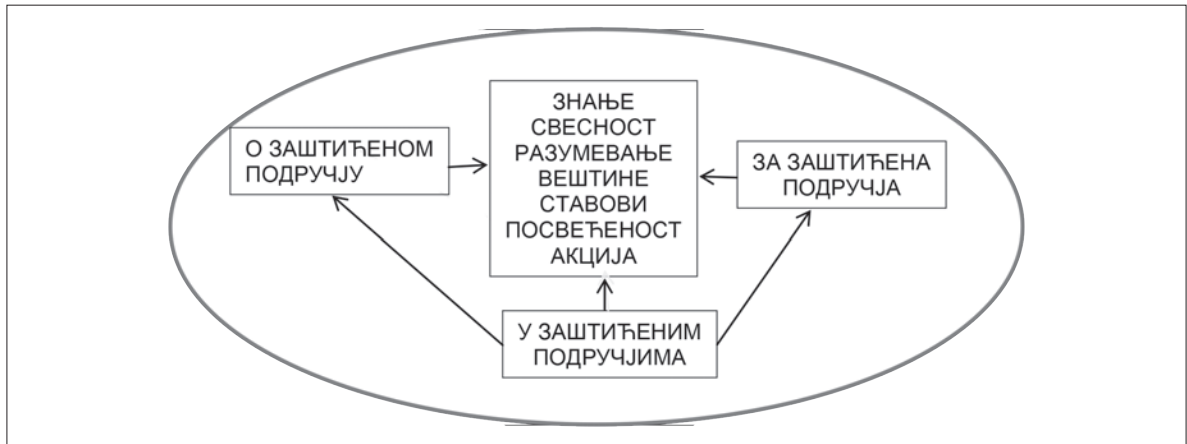 ЗНАЊЕ
СВЕСНОСТ
РАЗУМЕВАЊЕ
ВЕШТИНЕ
СТАВОВИ
ПОСВЕЋЕНОСТ
АКЦИЈА
О ЗАШТИЋЕНОМ
ПОДРУЧЈУ
ЗА ЗАШТИЋЕНА
ПОДРУЧЈА
У ЗАШТИЋЕНИМ
ПОДРУЧЈИМА